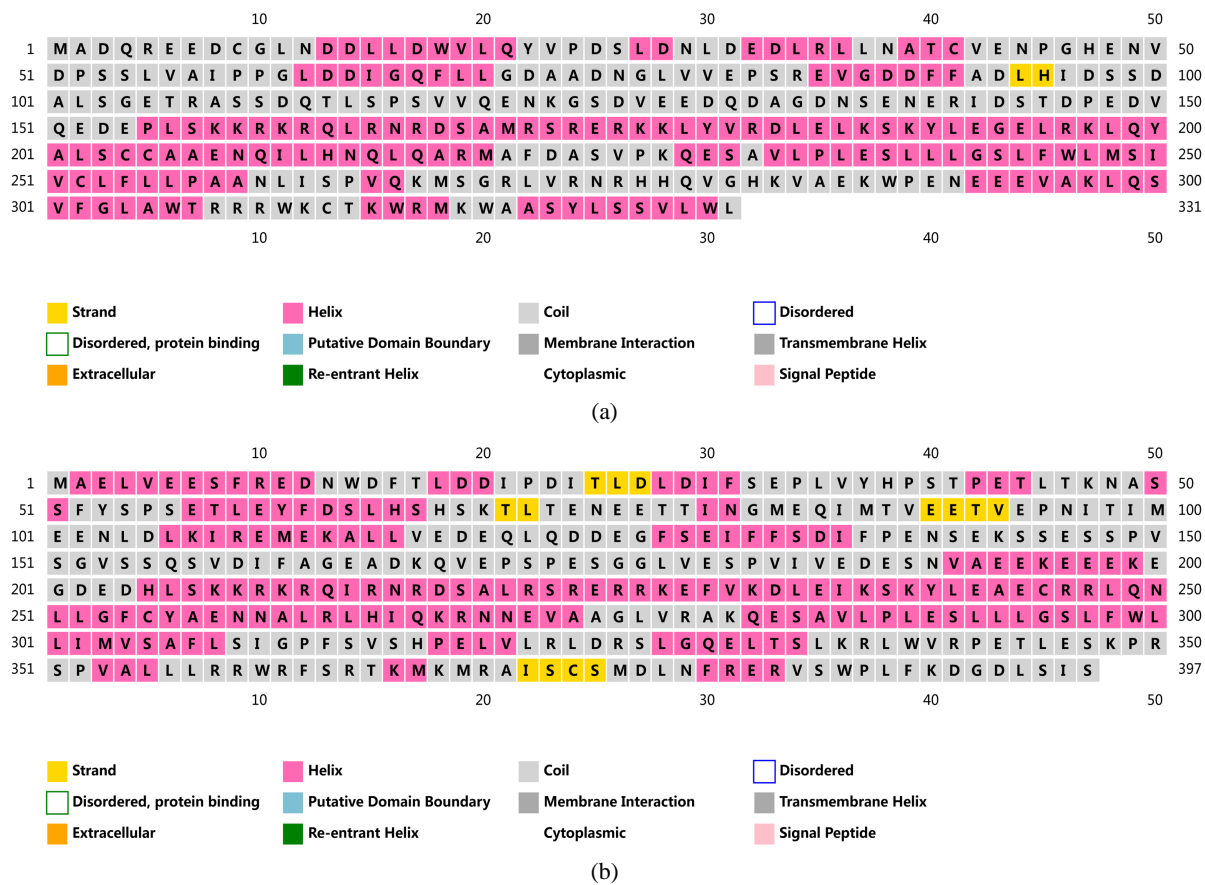 10 20 30 40 50
1 M A D Q R E E D C G L N D D L L D W V L Q Y V P D S L D N L D E D L R L L N A T C V E N P G H E N V 50
51 D P S S L V A I P P G L D D I G Q F L L G D A A D N G L V V E P S R E V G D D F F A D L H I D S S D 100
101 A L S G E T R A S S D Q T L S P S V V Q E N K G S D V E E D Q D A G D N S E N E R I D S T D P E D V 150
151 Q E D E P L S K K R K R Q L R N R D S A M R S R E R K K L Y V R D L E L K S K Y L E G E L R K L Q Y 200
201 A L S C C A A E N Q I L H N Q L Q A R M A F D A S V P K Q E S A V L P L E S L L L G S L F W L M S I 250
251 V C L F L L P A A N L I S P V Q K M S G R L V R N R H H Q V G H K V A E K W P E N E E E V A K L Q S 300
301 V F G L A W T R R R W K C T K W R M K W A A S Y L S S V L W L 331
10 20 30 40 50
Strand Helix Coil Disordered
Disordered, protein binding Putative Domain Boundary Membrane Interaction Transmembrane Helix
Extracellular Re-entrant Helix Cytoplasmic Signal Peptide
(a)
10 20 30 40 50
1 M A E L V E E S F R E D N W D F T L D D I P D I T L D L D I F S E P L V Y H P S T P E T L T K N A S 50
51 S F Y S P S E T L E Y F D S L H S H S K T L T E N E E T T I N G M E Q I M T V E E T V E P N I T I M 100
101 E E N L D L K I R E M E K A L L V E D E Q L Q D D E G F S E I F F S D I F P E N S E K S S E S S P V 150
151 S G V S S Q S V D I F A G E A D K Q V E P S P E S G G L V E S P V I V E D E S N V A E E K E E E K E 200
201 G D E D H L S K K R K R Q I R N R D S A L R S R E R R K E F V K D L E I K S K Y L E A E C R R L Q N 250
251 L L G F C Y A E N N A L R L H I Q K R N N E V A A G L V R A K Q E S A V L P L E S L L L G S L F W L 300
301 L I M V S A F L S I G P F S V S H P E L V L R L D R S L G Q E L T S L K R L W V R P E T L E S K P R 350
351 S P V A L L L R R W R F S R T K M K M R A I S C S M D L N F R E R V S W P L F K D G D L S I S 397
10 20 30 40 50
Strand Helix Coil Disordered
Disordered, protein binding Putative Domain Boundary Membrane Interaction Transmembrane Helix
Extracellular Re-entrant Helix Cytoplasmic Signal Peptide
(b)